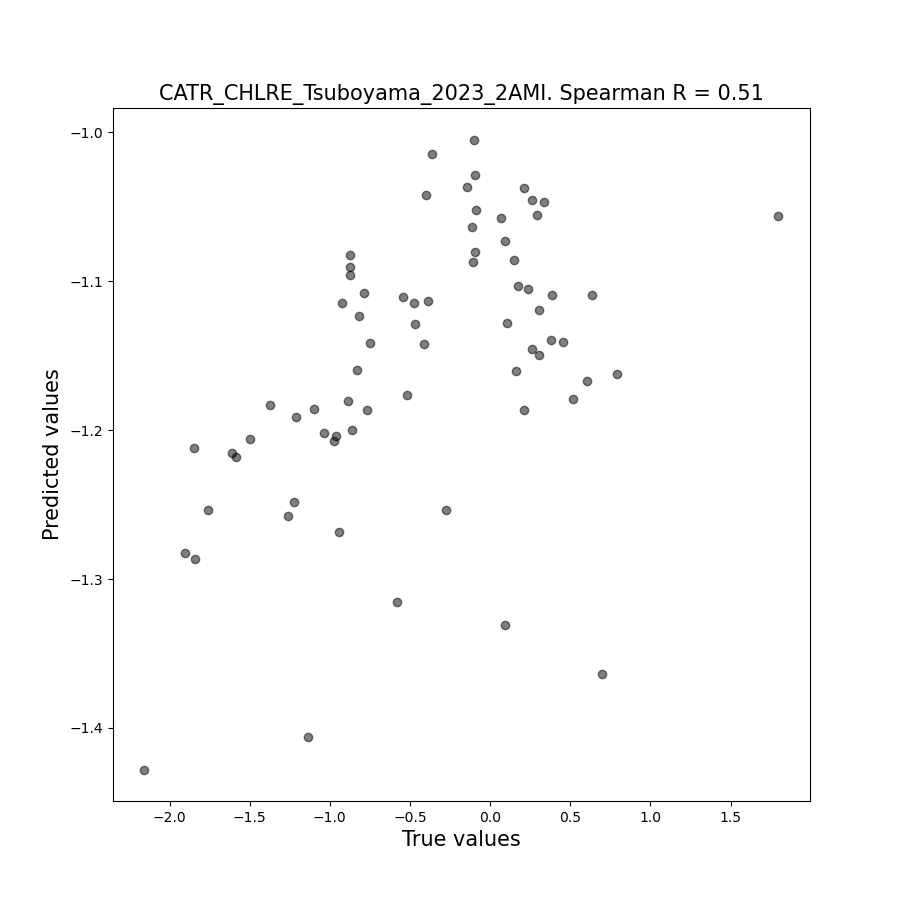 CATR_CHLRE_Tsuboyama_2023_2AMI. Spearman R = 0.51
Predicted values
−1.0
−1.1
−1.2
−1.3
−1.4
−2.0 −1.5 −1.0 −0.5 0.0 0.5 1.0 1.5
True values